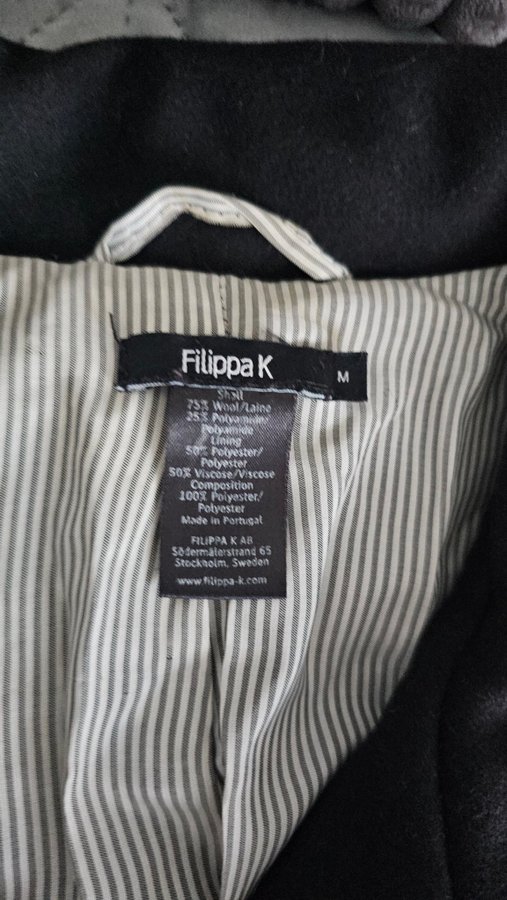 Filippa K
M
Shell
75% Wool/Laine
25% Polyamide/
Polyamide
Lining
50% Polyester/
Polyester
50% Viscose/Viscose
Composition
100% Polyester/
Polyester
Made in Portugal
FILIPPA K AB
Södermälarstrand 65
Stockholm, Sweden
www.filippa-k.com